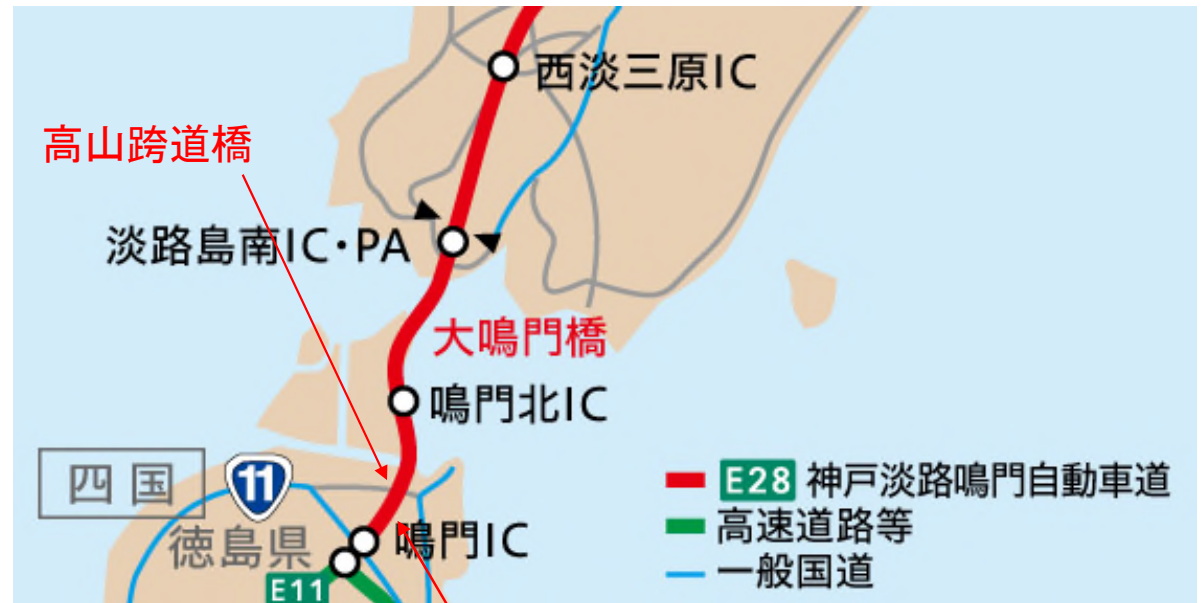 西淡三原IC
高山跨道橋
淡路島南IC・PA
大鳴門橋
鳴門北IC
四国
11
徳島県
鳴門IC
E11
E28 神戸淡路鳴門自動車道
高速道路等
一般国道